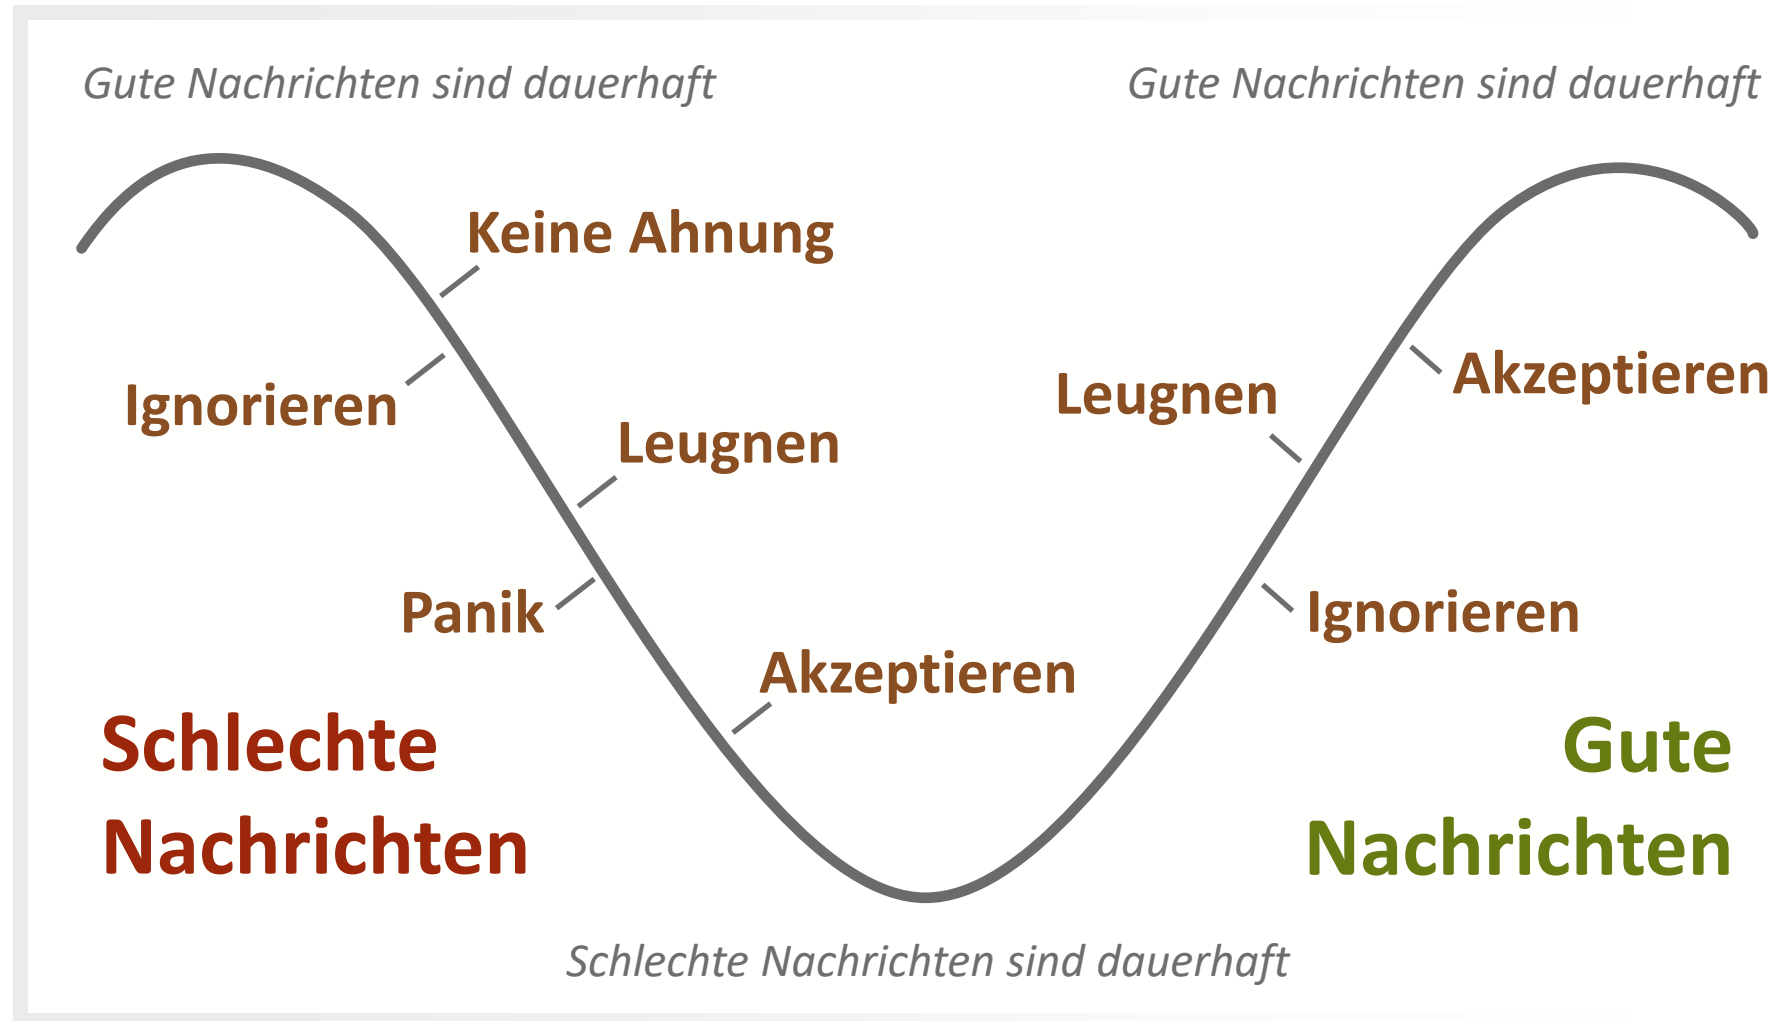 Gute Nachrichten sind dauerhaft
Gute Nachrichten sind dauerhaft
Keine Ahnung
Ignorieren
Leugnen
Panik
Akzeptieren
Leugnen
Akzeptieren
Ignorieren
Schlechte
Nachrichten
Gute
Nachrichten
Schlechte Nachrichten sind dauerhaft